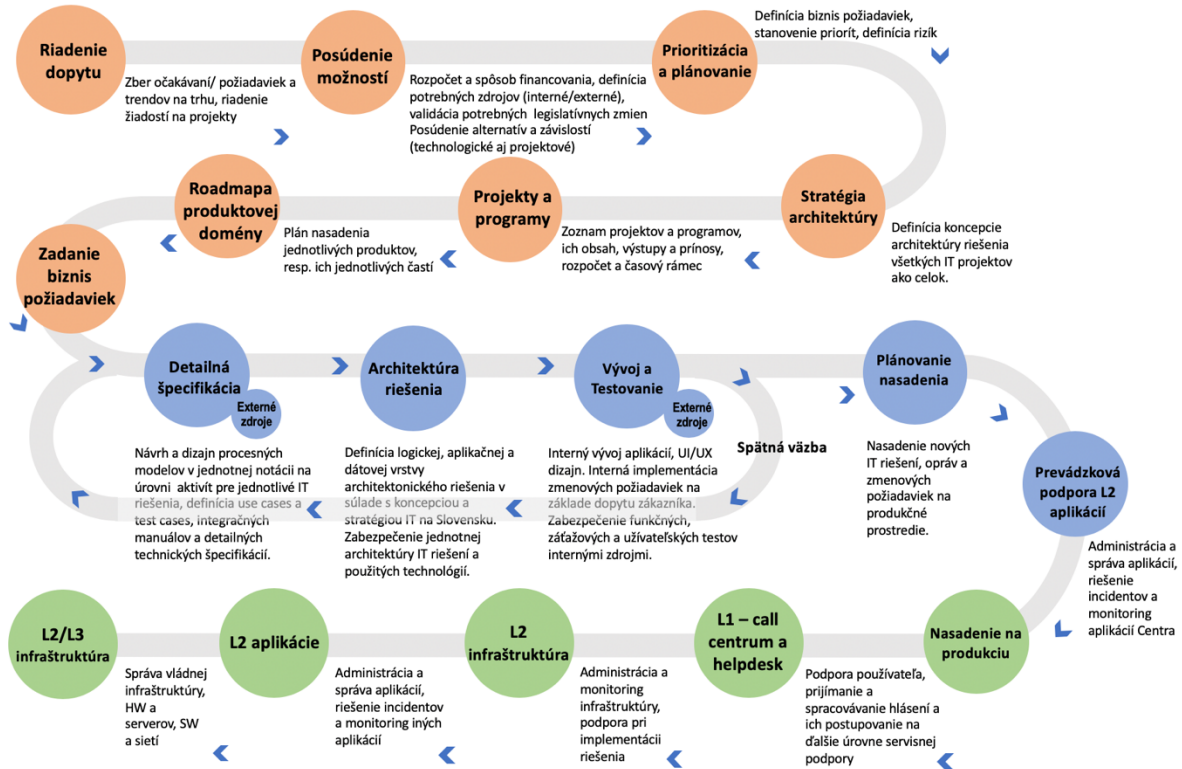 Riadenie
dopytu
Zber očakávaní/ požiadaviek a
trendov na trhu, riadenie
žiadostí na projekty
Posúdenie
možností
Rozpočet a spôsob financovania, definícia
potrebných zdrojov (interné/externé),
validácia potrebných legislatívnych zmien
Posúdenie alternatív a závislostí
(technologické aj projektové)
Prioritizácia
a plánovanie
Definícia biznis požiadaviek,
stanovenie priorít, definícia rizík
Stratégia
architektúry
Definícia koncepcie
architektúry riešenia
všetkých IT projektov
ako celok.
Projekty a
programy
Zoznam projektov a programov,
ich obsah, výstupy a prínosy,
rozpočet a časový rámec
Roadmapa
produktovej
domény
Plán nasadenia
jednotlivých produktov,
resp. ich jednotlivých častí
Zadanie
biznis
požiadaviek
Detailná
špecifikácia
Externé
zdroje
Návrh a dizajn procesných
modelov v jednotnej notácii na
úrovni aktivít pre jednotlivé IT
riešenia, definícia use cases a
test cases, integračných
manuálov a detailných
technických špecifikácií.
Architektúra
riešenia
Definícia logickej, aplikačnej a
dátovej vrstvy
architektonického riešenia v
súlade s koncepciou a
stratégiou IT na Slovensku.
Zabezpečenie jednotnej
architektúry IT riešení a
použitých technológií.
Vývoj a
Testovanie
Externé
zdroje
Interný vývoj aplikácií, UI/UX
dizajn. Interná implementácia
zmenových požiadaviek na
základe dopytu zákazníka.
Zabezpečenie funkčných,
záťažových a užívateľských testov
internými zdrojmi.
Spätná väzba
Plánovanie
nasadenia
Nasadenie nových
IT riešení, opráv a
zmenových
požiadaviek na
produkčné
prostredie.
Prevádzková
podpora L2
aplikácií
Administrácia a
správa aplikácií,
riešenie
incidentov a
monitoring
aplikácií Centra
Nasadenie na
produkciu
L1 – call
centrum a
helpdesk
Podpora používateľa,
prijímanie a
spracovávanie hlásení a
ich postupovanie na
ďalšie úrovne servisnej
podpory
L2
infraštruktúra
Administrácia a
monitoring
infraštruktúry,
podpora pri
implementácii
riešenia
L2 aplikácie
Administrácia a
správa aplikácií,
riešenie incidentov
a monitoring iných
aplikácií
L2/L3
infraštruktúra
Správa vládnej
infraštruktúry,
HW a
serverov, SW
a sietí